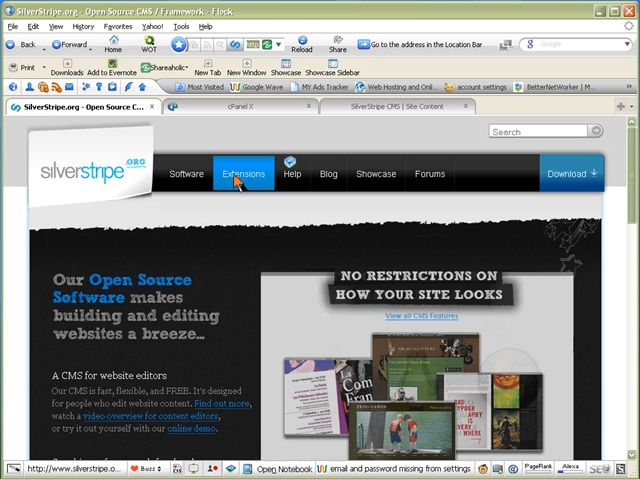 SilverStripe.org - Open Source CMS / Framework - Flock
File Edit View History Favorites Yahoo! Tools Help
Back Forward Home WOT http Reload Share Go to the address in the Location Bar Google
Print Downloads Add to Evernote Shareaholic New Tab New Window Showcase Showcase Sidebar
Most Visited Google Wave MY Ads Tracker Web Hosting and Onli... account settings BetterNetWorker | M...
SilverStripe.org - Open Source C... cPanel X SilverStripe CMS | Site Content
Search
silverstripe .ORG
Software Extensions Help Blog Showcase Forums Download
Our Open Source
Software makes
building and editing
websites a breeze...
NO RESTRICTIONS ON
HOW YOUR SITE LOOKS
View all CMS Features
A CMS for website editors
Our CMS is fast, flexible, and FREE. It's designed
for people who edit website content. Find out more,
watch a video overview for content editors,
or try it out yourself with our online demo.
http://www.silverstripe.o... Buzz Open Notebook email and password missing from settings PageRank Alexa SEO